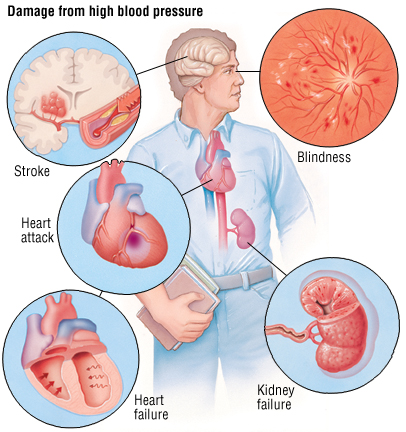 Damage from high blood pressure
Stroke
Blindness
Heart
attack
Heart
failure
Kidney
failure